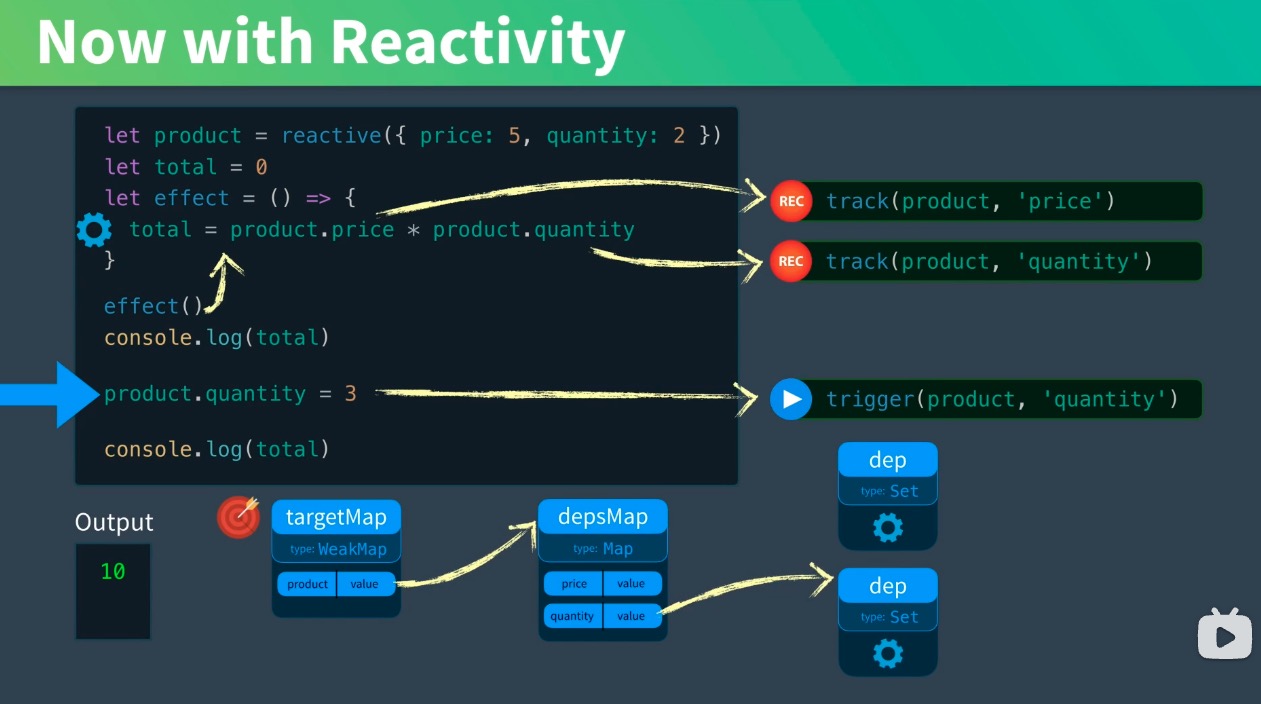 Now with Reactivity
let product = reactive({ price: 5, quantity: 2 })
let total = 0
let effect = () => {
total = product.price * product.quantity
}
effect()
console.log(total)
product.quantity = 3
console.log(total)
REC track(product, 'price')
REC track(product, 'quantity')
trigger(product, 'quantity')
Output
10
targetMap
type: WeakMap
product value
depsMap
type: Map
price value
quantity value
dep
type: Set
dep
type: Set